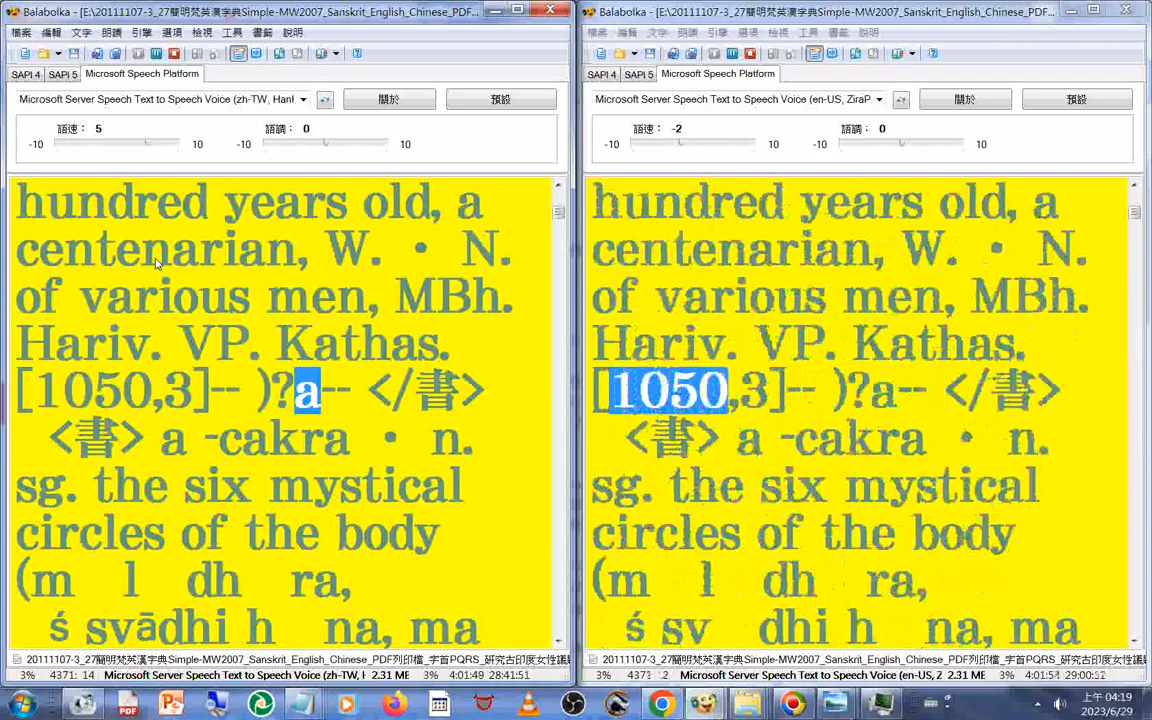 Balabolka - [E:\20111107-3_27簡明梵英漢字典Simple-MW2007_Sanskrit_English_Chinese_PDF...
檔案 編輯 文字 朗讀 引擎 選項 檢視 工具 書籤 說明
SAPI 4 SAPI 5 Microsoft Speech Platform
Microsoft Server Speech Text to Speech Voice (zh-TW, Han 關於 預設
語速： 5 語調： 0
-10 10 -10 10
hundred years old, a
centenarian, W. • N.
of various men, MBh.
Hariv. VP. Kathas.
[1050,3]-- )?a-- </書>
<書> a -cakra • n.
sg. the six mystical
circles of the body
(m l dh ra,
ś svādhi h na, ma
20111107-3_27簡明梵英漢字典Simple-MW2007_Sanskrit_English_Chinese_PDF列印檔_字首PQRS_研究古印度女性議
3% 4371: 14 Microsoft Server Speech Text to Speech Voice (zh-TW, H 2.31 ME 3% 4:01:49 28:41:51
Balabolka - [E:\20111107-3_27簡明梵英漢字典Simple-MW2007_Sanskrit_English_Chinese_PDF...
檔案 編輯 文字 朗讀 引擎 選項 檢視 工具 書籤 說明
SAPI 4 SAPI 5 Microsoft Speech Platform
Microsoft Server Speech Text to Speech Voice (en-US, ZiraP 關於 預設
語速： -2 語調： 0
-10 10 -10 10
hundred years old, a
centenarian, W. • N.
of various men, MBh.
Hariv. VP. Kathas.
[1050,3]-- )?a-- </書>
<書> a -cakra • n.
sg. the six mystical
circles of the body
(m l dh ra,
ś sv dhi h na, ma
20111107-3_27簡明梵英漢字典Simple-MW2007_Sanskrit_English_Chinese_PDF列印檔_字首PQRS_研究古印度女性議
3% Microsoft Server Speech Text to Speech Voice (en-US, Z 2.31 ME 3% 4:01:54
PDF
上午 04:19
2023/6/29